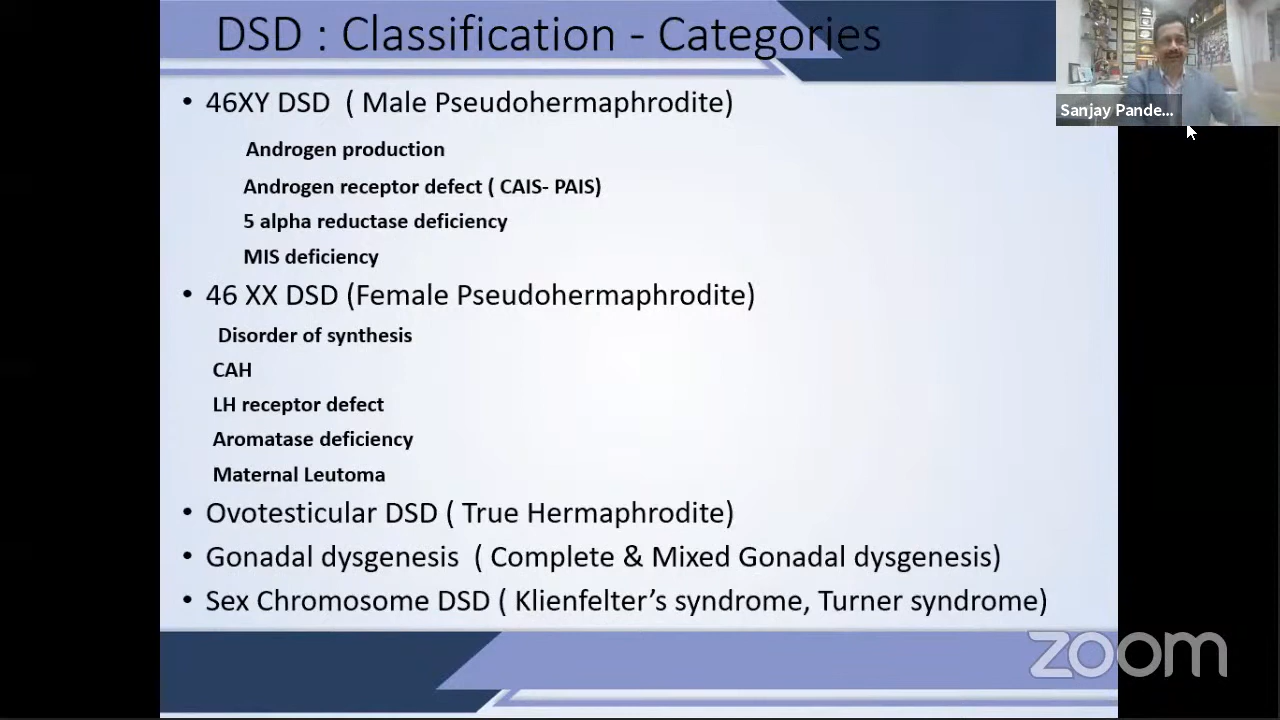 DSD : Classification - Categories
Sanjay Pande...
• 46XY DSD ( Male Pseudohermaphrodite)
Androgen production
Androgen receptor defect ( CAIS- PAIS)
5 alpha reductase deficiency
MIS deficiency
• 46 XX DSD (Female Pseudohermaphrodite)
Disorder of synthesis
CAH
LH receptor defect
Aromatase deficiency
Maternal Leutoma
• Ovotesticular DSD ( True Hermaphrodite)
• Gonadal dysgenesis ( Complete & Mixed Gonadal dysgenesis)
• Sex Chromosome DSD ( Klienfelter’s syndrome, Turner syndrome)
zoom